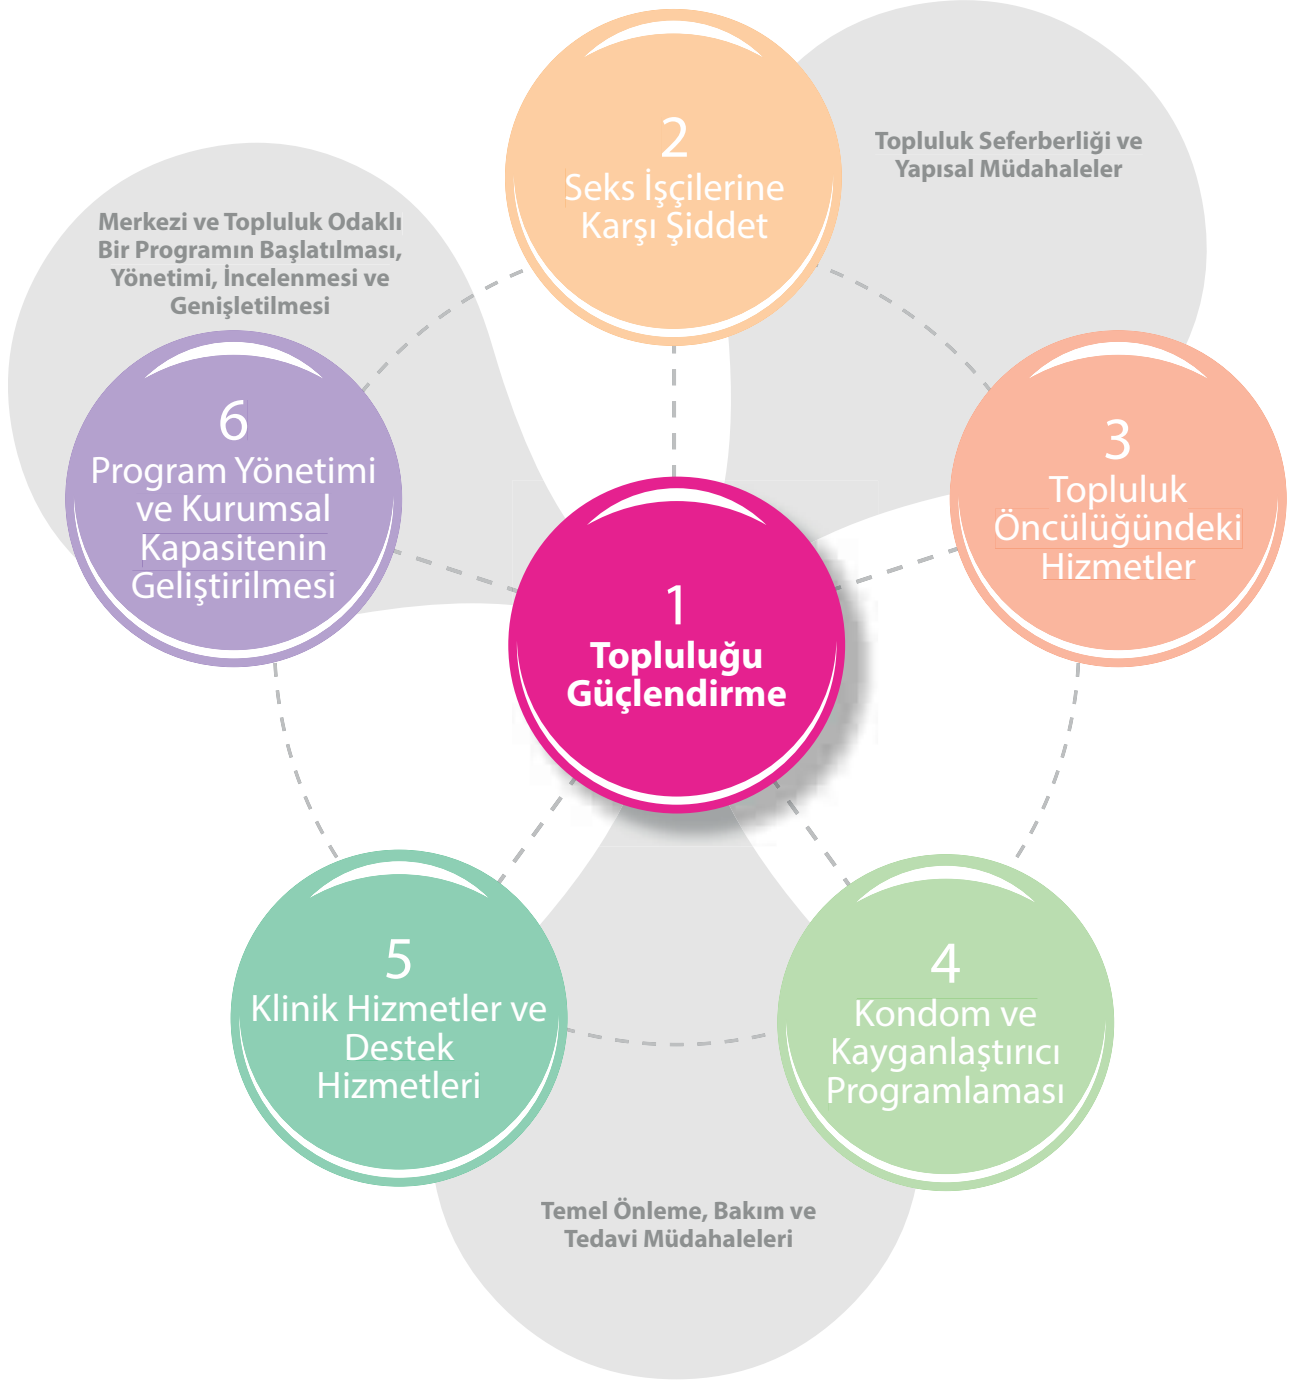 2
Seks İşçilerine
Karşı Şiddet
Topluluk Seferberliği ve
Yapısal Müdahaleler
Merkezi ve Topluluk Odaklı
Bir Programın Başlatılması,
Yönetimi, İncelenmesi ve
Genişletilmesi
6
Program Yönetimi
ve Kurumsal
Kapasitenin
Geliştirilmesi
3
Topluluk
Öncülüğündeki
Hizmetler
1
Topluluğu
Güçlendirme
5
Klinik Hizmetler ve
Destek
Hizmetleri
4
Kondom ve
Kayganlaştırıcı
Programlaması
Temel Önleme, Bakım ve
Tedavi Müdahaleleri